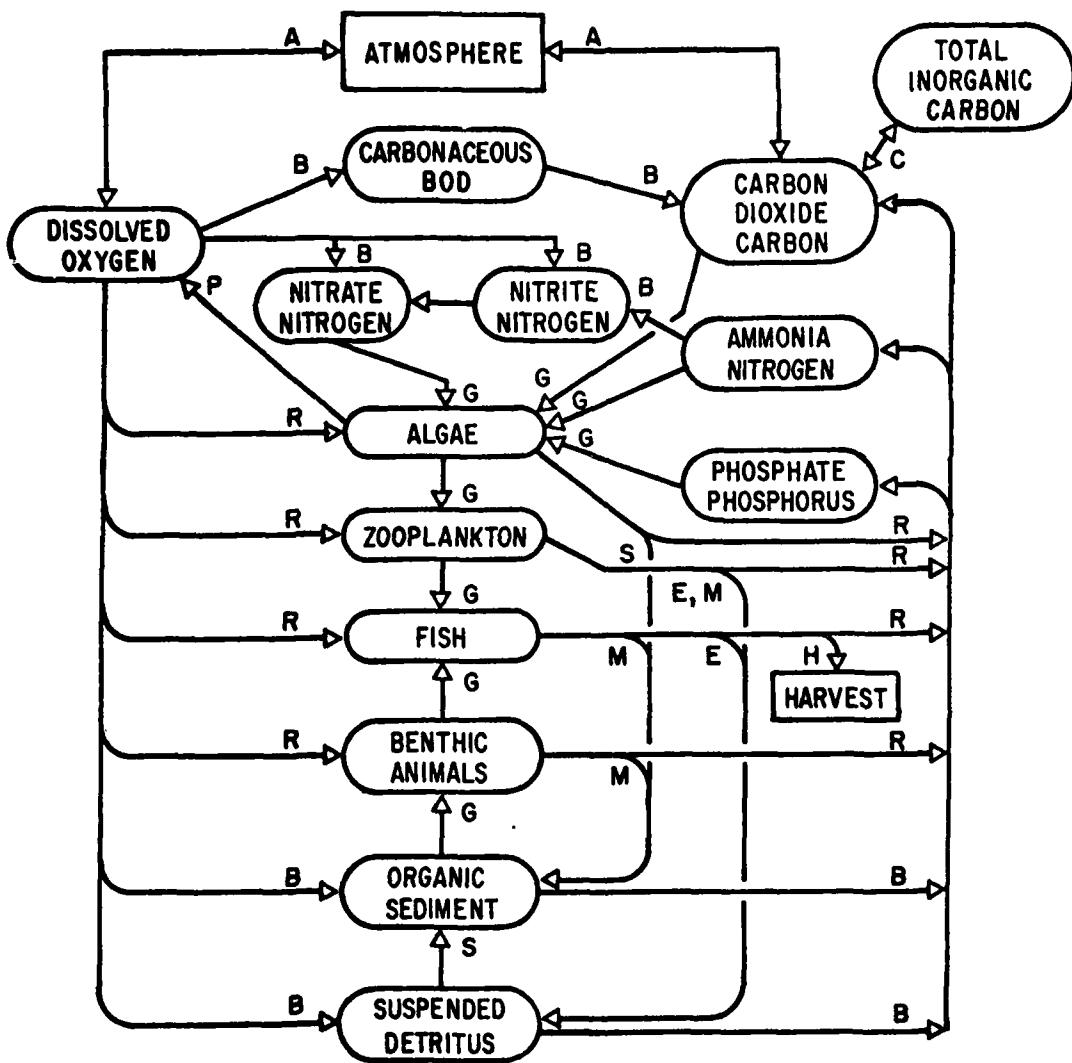 A
ATMOSPHERE
A
TOTAL
INORGANIC
CARBON
B
CARBONACEOUS
BOD
B
C
CARBON
DIOXIDE
CARBON
DISSOLVED
OXYGEN
P
B
B
NITRATE
NITROGEN
NITRITE
NITROGEN
B
AMMONIA
NITROGEN
G
G
G
G
R
ALGAE
PHOSPHATE
PHOSPHORUS
G
R
ZOOPLANKTON
S
R
R
E, M
G
R
FISH
M
E
R
H
HARVEST
G
R
BENTHIC
ANIMALS
M
R
G
B
ORGANIC
SEDIMENT
B
S
B
SUSPENDED
DETRITUS
B